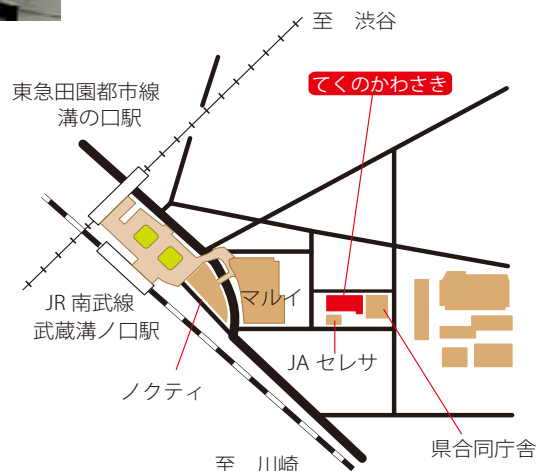 至　渋谷
東急田園都市線
溝の口駅
てくのかわさき
マルイ
JR 南武線
武蔵溝ノ口駅
JA セレサ
ノクティ
県合同庁舎
至　川崎